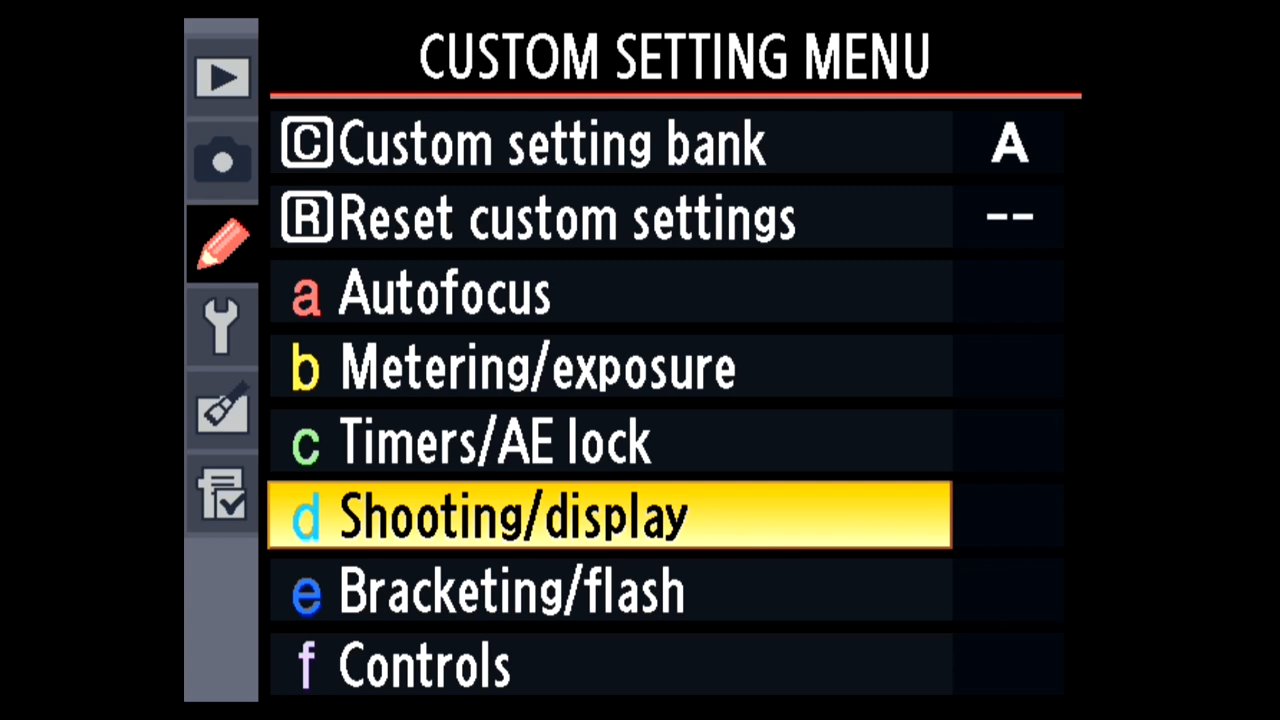 CUSTOM SETTING MENU
C Custom setting bank A
R Reset custom settings --
a Autofocus
b Metering/exposure
c Timers/AE lock
d Shooting/display
e Bracketing/flash
f Controls